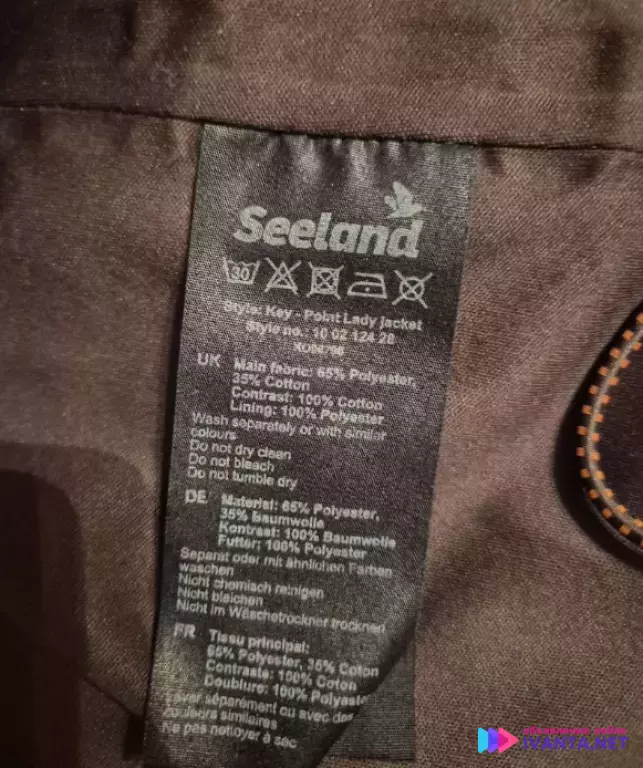 Seeland
30
Style: Key - Point Lady jacket
Style no.: 10 02 124 28
UK Main fabric: 65% Polyester,
35% Cotton
Contrast: 100% Cotton
Lining: 100% Polyester
Wash separately or with similar
colours
Do not dry clean
Do not bleach
Do not tumble dry
DE Material: 65% Polyester,
35% Baumwolle
Kontrast: 100% Baumwolle
Futter: 100% Polyester
Separat oder mit ähnlichen Farben
waschen
Nicht chemisch reinigen
Nicht bleichen
Nicht im Wäschetrockner trocknen
FR Tissu principal:
65% Polyester, 35% Coton
Contraste: 100% Coton
Doublure: 100% Polyaste
Laver séparément ou avec des
couleurs similaires
Ne pas nettoyer à sec
IVANTA.NET